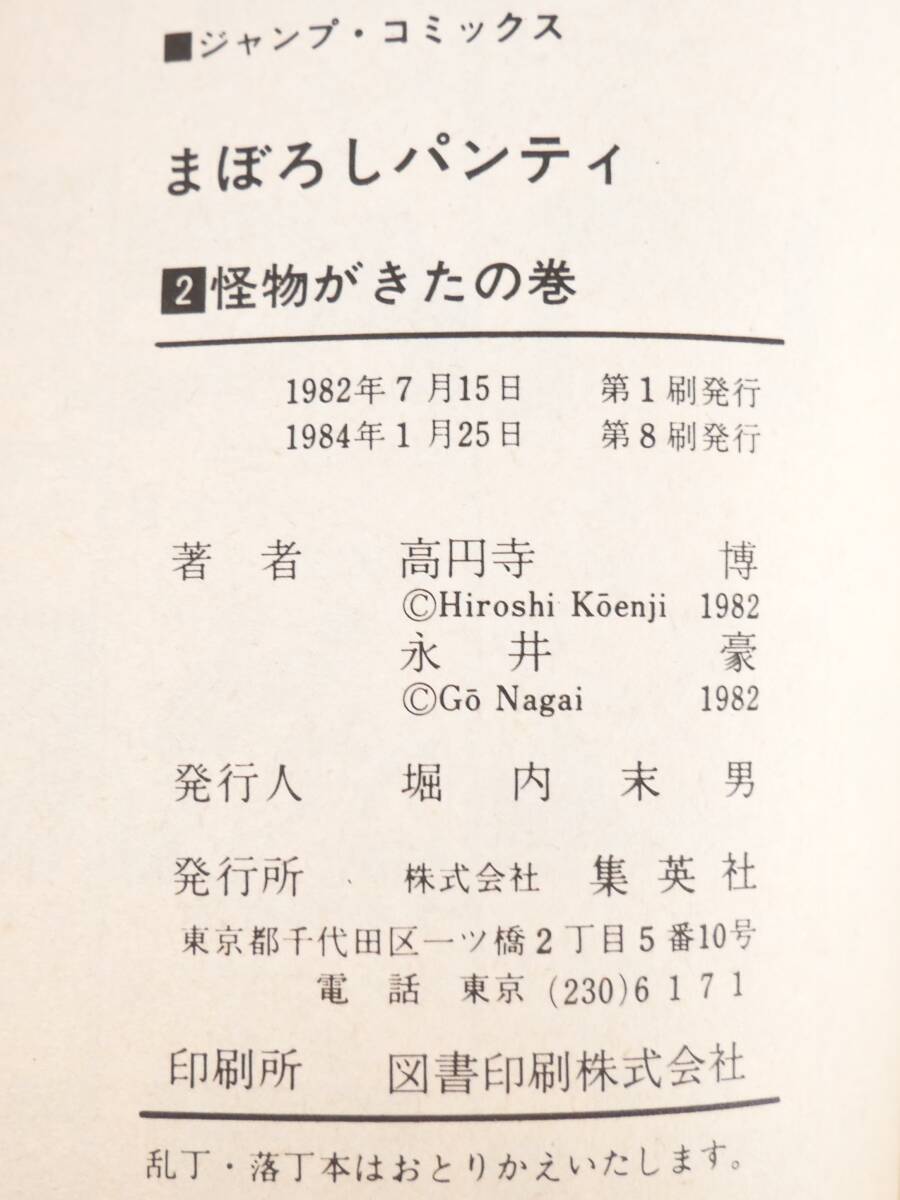 ■ジャンプ・コミックス
まぼろしパンティ
2怪物がきたの巻
1982年7月15日 第1刷発行
1984年1月25日 第8刷発行
著者 高円寺 博
©Hiroshi Kōenji 1982
永井 豪
©Gō Nagai 1982
発行人 堀内末男
発行所 株式会社 集英社
東京都千代田区一ツ橋2丁目5番10号
電話 東京 (230)6171
印刷所 図書印刷株式会社
乱丁・落丁本はおとりかえいたします。